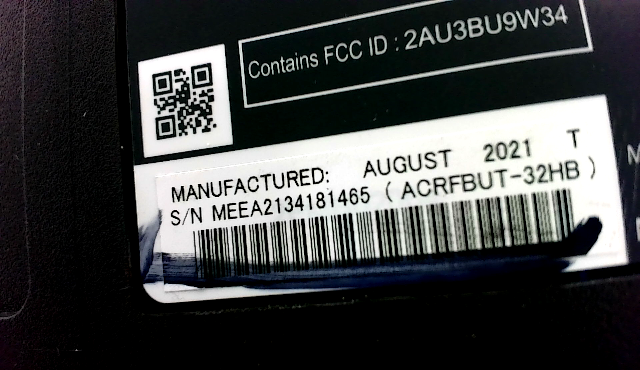 Contains FCC ID : 2AU3BU9W34
MANUFACTURED: AUGUST 2021 T
S/N MEEA2134181465 ( ACRFBUT-32HB )
M